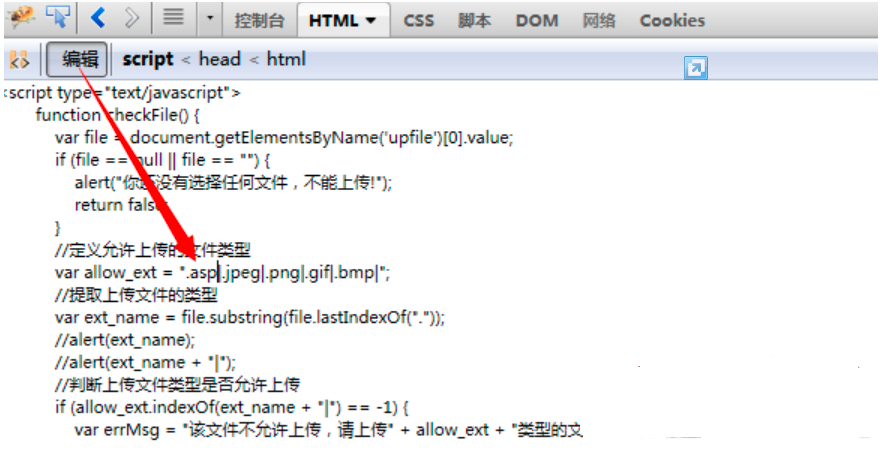 控制台 HTML CSS 脚本 DOM 网络 Cookies
编辑 script < head < html
<script type="text/javascript">
function checkFile() {
var file = document.getElementsByName('upfile')[0].value;
if (file == null || file == "") {
alert("你还没有选择任何文件，不能上传!");
return false;
}
//定义允许上传的文件类型
var allow_ext = ".asp|.jpeg|.png|.gif|.bmp|";
//提取上传文件的类型
var ext_name = file.substring(file.lastIndexOf("."));
//alert(ext_name);
//alert(ext_name + "|");
//判断上传文件类型是否允许上传
if (allow_ext.indexOf(ext_name + "|") == -1) {
var errMsg = "该文件不允许上传，请上传" + allow_ext + "类型的文